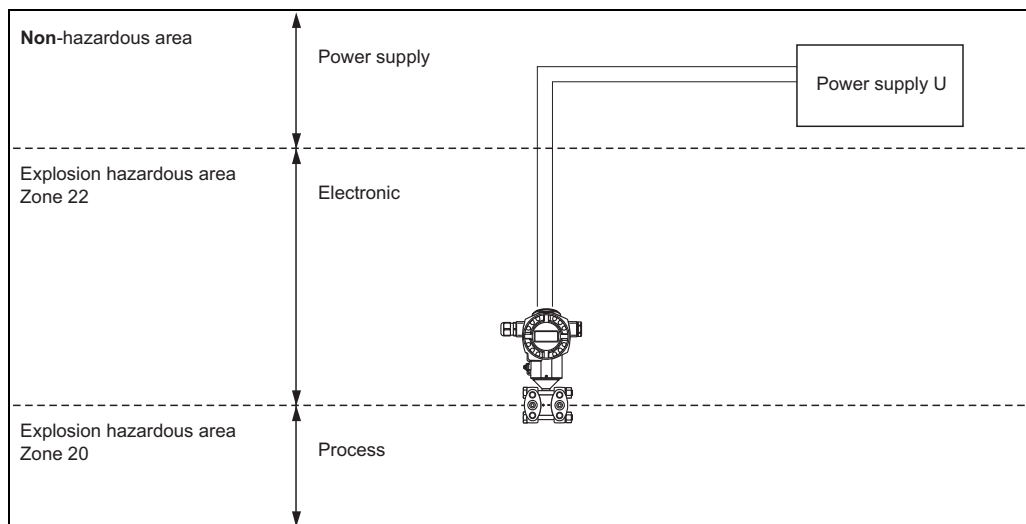 Non-hazardous area
Power supply
Power supply U
Explosion hazardous area
Zone 22
Electronic
Explosion hazardous area
Zone 20
Process